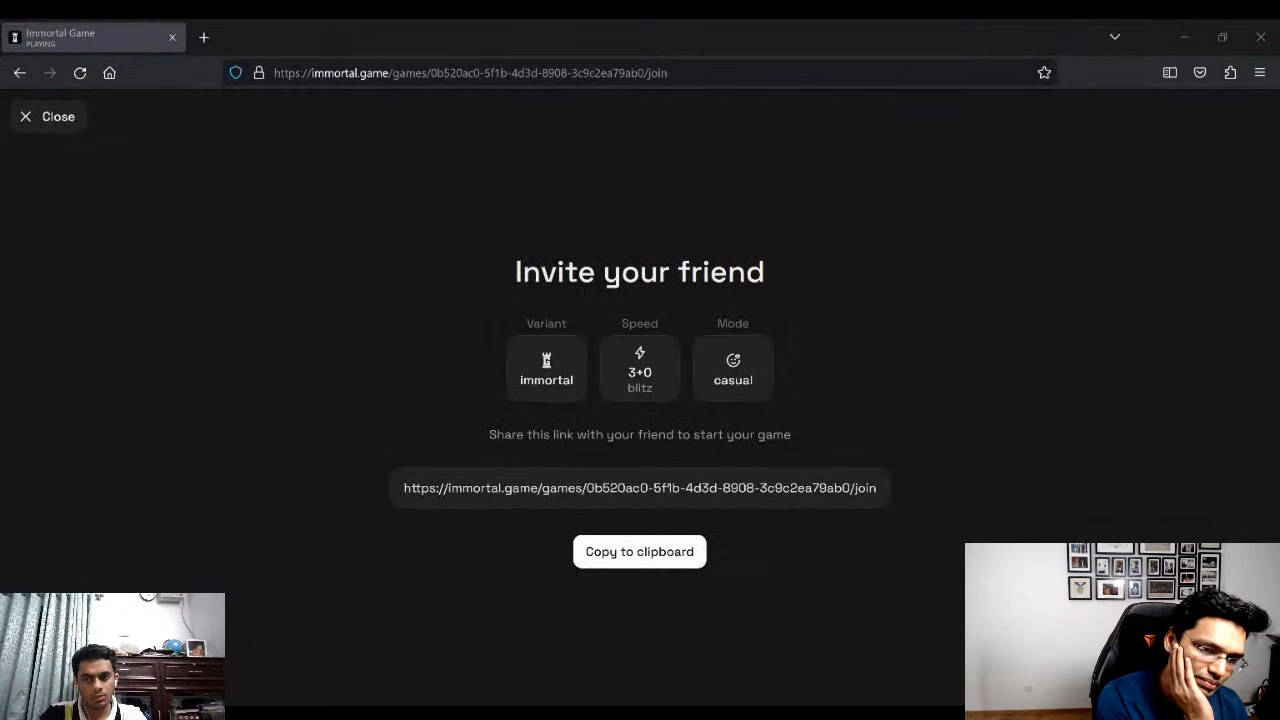 Immortal Game
PLAYING
https://immortal.game/games/0b520ac0-5f1b-4d3d-8908-3c9c2ea79ab0/join
Close
Invite your friend
Variant Speed Mode
immortal 3+0 blitz casual
Share this link with your friend to start your game
https://immortal.game/games/0b520ac0-5f1b-4d3d-8908-3c9c2ea79ab0/join
Copy to clipboard